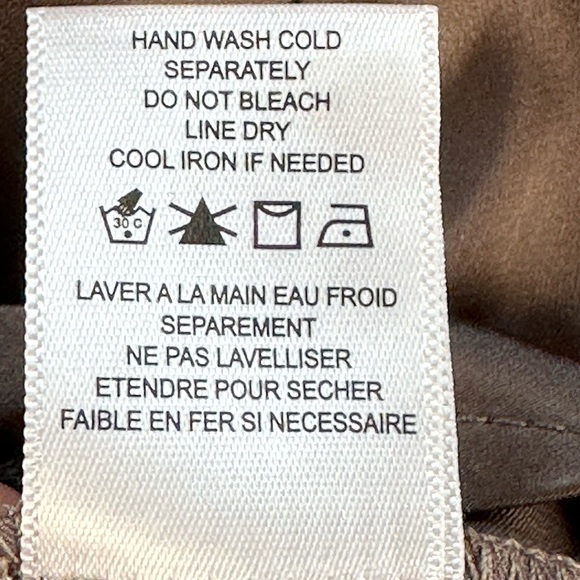 HAND WASH COLD
SEPARATELY
DO NOT BLEACH
LINE DRY
COOL IRON IF NEEDED
30 C
LAVER A LA MAIN EAU FROID
SEPAREMENT
NE PAS LAVELLISER
ETENDRE POUR SECHER
FAIBLE EN FER SI NECESSAIRE